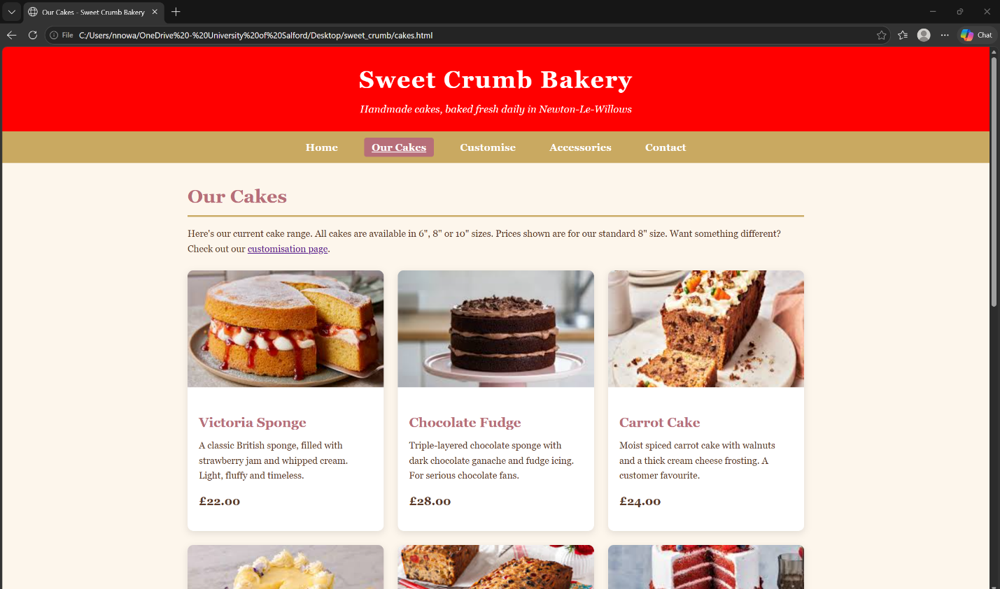 Our Cakes - Sweet Crumb Bakery
File C:/Users/nnowa/OneDrive%20-%20University%20of%20Salford/Desktop/sweet_crumb/cakes.html
Chat
Sweet Crumb Bakery
Handmade cakes, baked fresh daily in Newton-Le-Willows
Home Our Cakes Customise Accessories Contact
Our Cakes
Here's our current cake range. All cakes are available in 6", 8" or 10" sizes. Prices shown are for our standard 8" size. Want something different?
Check out our customisation page.
Victoria Sponge
A classic British sponge, filled with
strawberry jam and whipped cream.
Light, fluffy and timeless.
£22.00
Chocolate Fudge
Triple-layered chocolate sponge with
dark chocolate ganache and fudge icing.
For serious chocolate fans.
£28.00
Carrot Cake
Moist spiced carrot cake with walnuts
and a thick cream cheese frosting. A
customer favourite.
£24.00